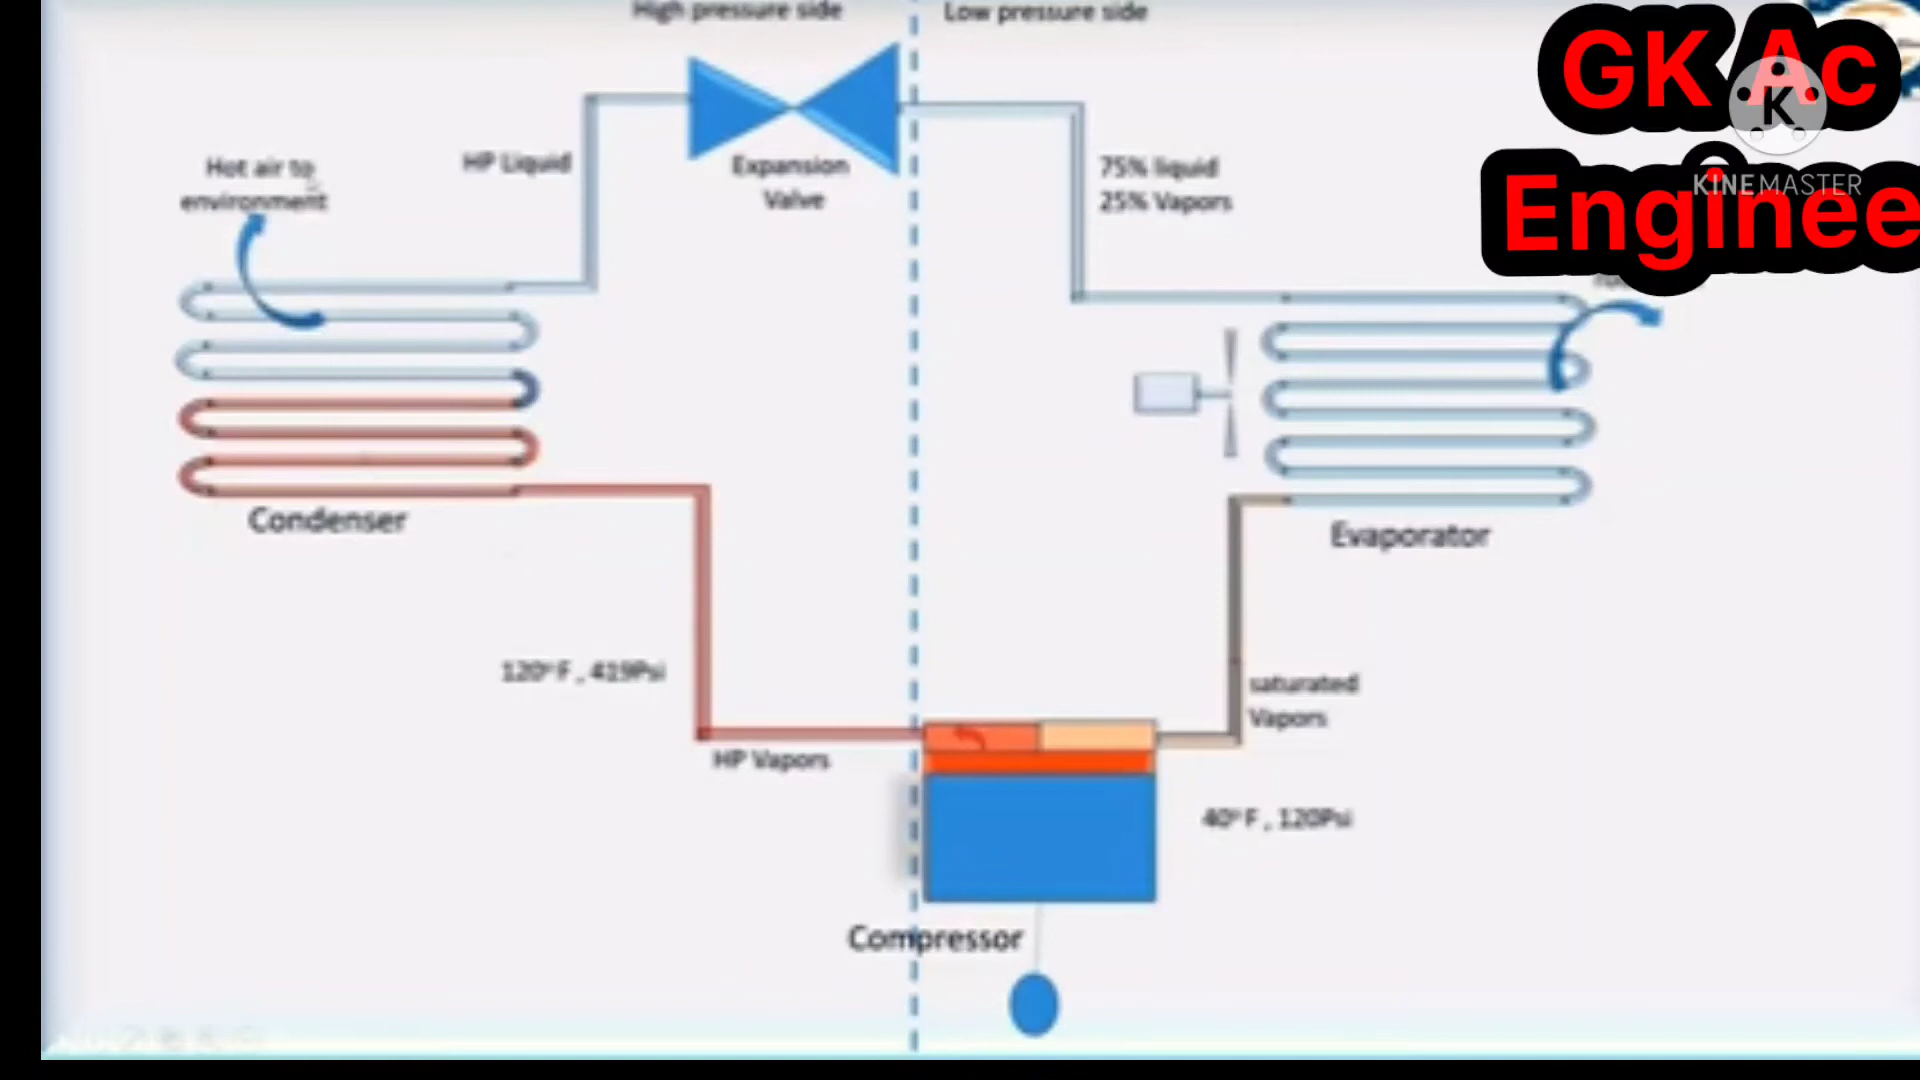 High pressure side
Low pressure side
GK Ac
K
KINEMASTER
Enginee
Hot air to
environment
HP Liquid
Expansion
Valve
75% liquid
25% Vapors
Condenser
Evaporator
120° F , 419Psi
saturated
Vapors
HP Vapors
40° F , 120Psi
Compressor